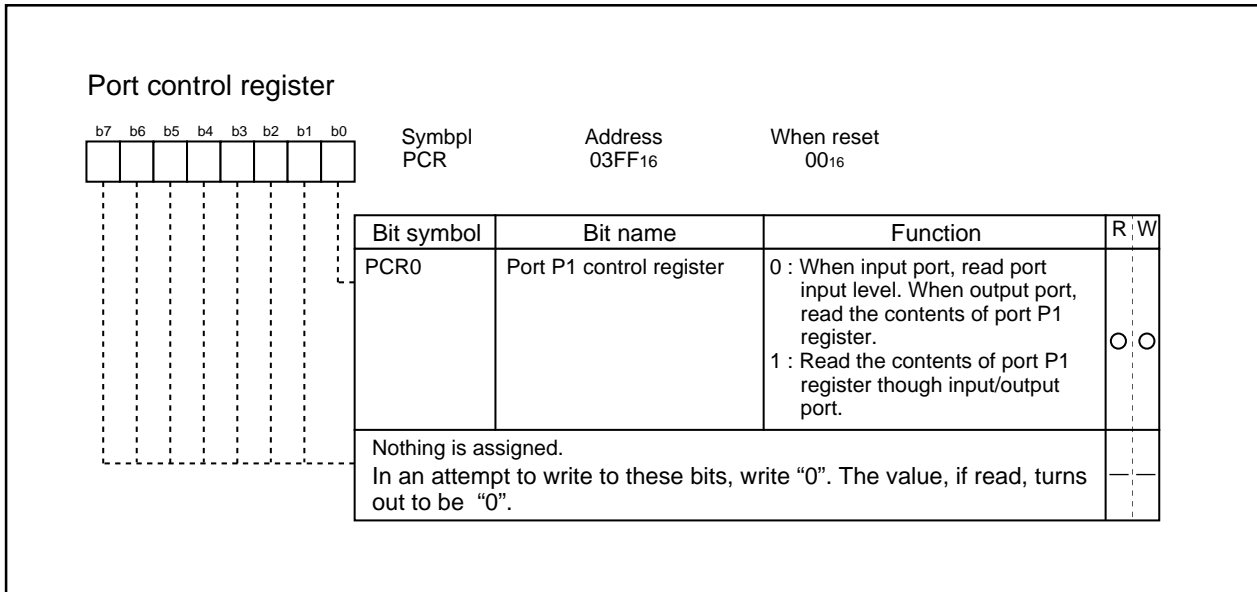 Port control register
b7 b6 b5 b4 b3 b2 b1 b0
Symbpl Address When reset
PCR 03FF16 0016
Bit symbol Bit name Function R W
PCR0 Port P1 control register 0 : When input port, read port
input level. When output port,
read the contents of port P1
register.
1 : Read the contents of port P1
register though input/output
port.
Nothing is assigned.
In an attempt to write to these bits, write “0”. The value, if read, turns
out to be “0”.